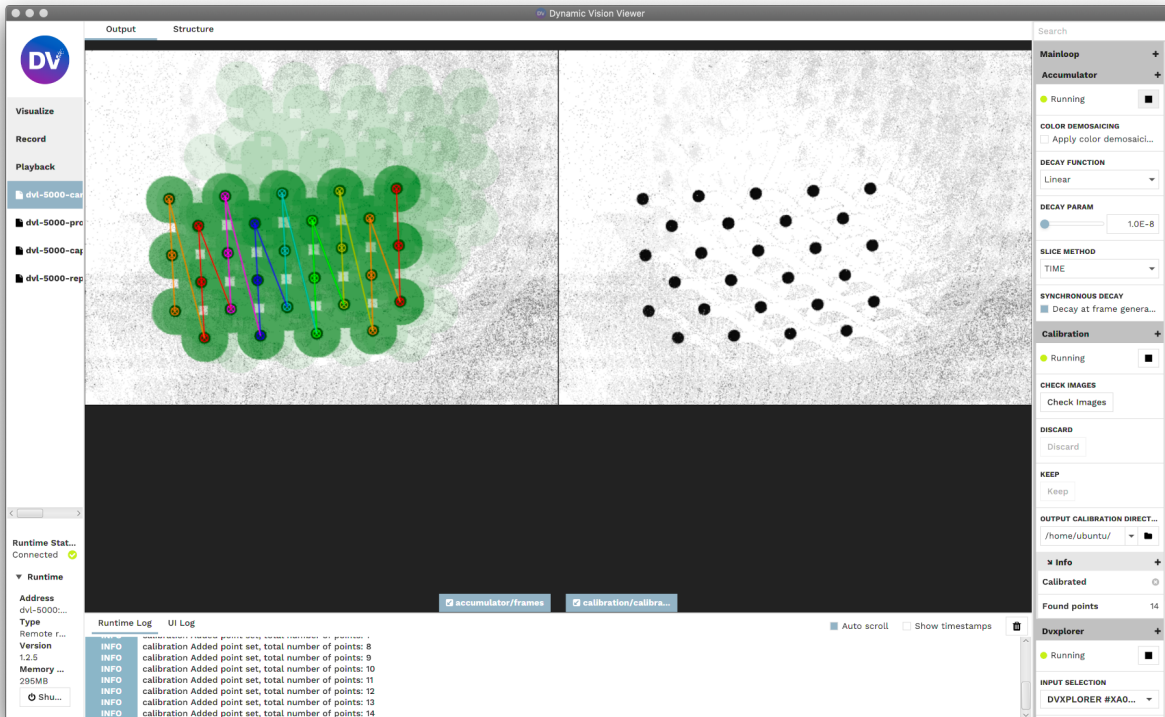 Dynamic Vision Viewer
DV
Output
Structure
Visualize
Record
Playback
dvl-5000-car
dvl-5000-pro
dvl-5000-cap
dvl-5000-rep
Runtime Stat...
Connected
Runtime
Address
dvl-5000:...
Type
Remote r...
Version
1.2.5
Memory ...
295MB
Shu...
accumulator/frames
calibration/calibra...
Runtime Log
UI Log
Auto scroll
Show timestamps
INFO calibration Added point set, total number of points: 8
INFO calibration Added point set, total number of points: 9
INFO calibration Added point set, total number of points: 10
INFO calibration Added point set, total number of points: 11
INFO calibration Added point set, total number of points: 12
INFO calibration Added point set, total number of points: 13
INFO calibration Added point set, total number of points: 14
Search
Mainloop +
Accumulator +
Running
COLOR DEMOSAICING
Apply color demosaici...
DECAY FUNCTION
Linear
DECAY PARAM
1.0E-8
SLICE METHOD
TIME
SYNCHRONOUS DECAY
Decay at frame genera...
Calibration +
Running
CHECK IMAGES
Check Images
DISCARD
Discard
KEEP
Keep
OUTPUT CALIBRATION DIRECT...
/home/ubuntu/
Info +
Calibrated
Found points 14
Dvxplorer +
Running
INPUT SELECTION
DVXPLORER #XA0...